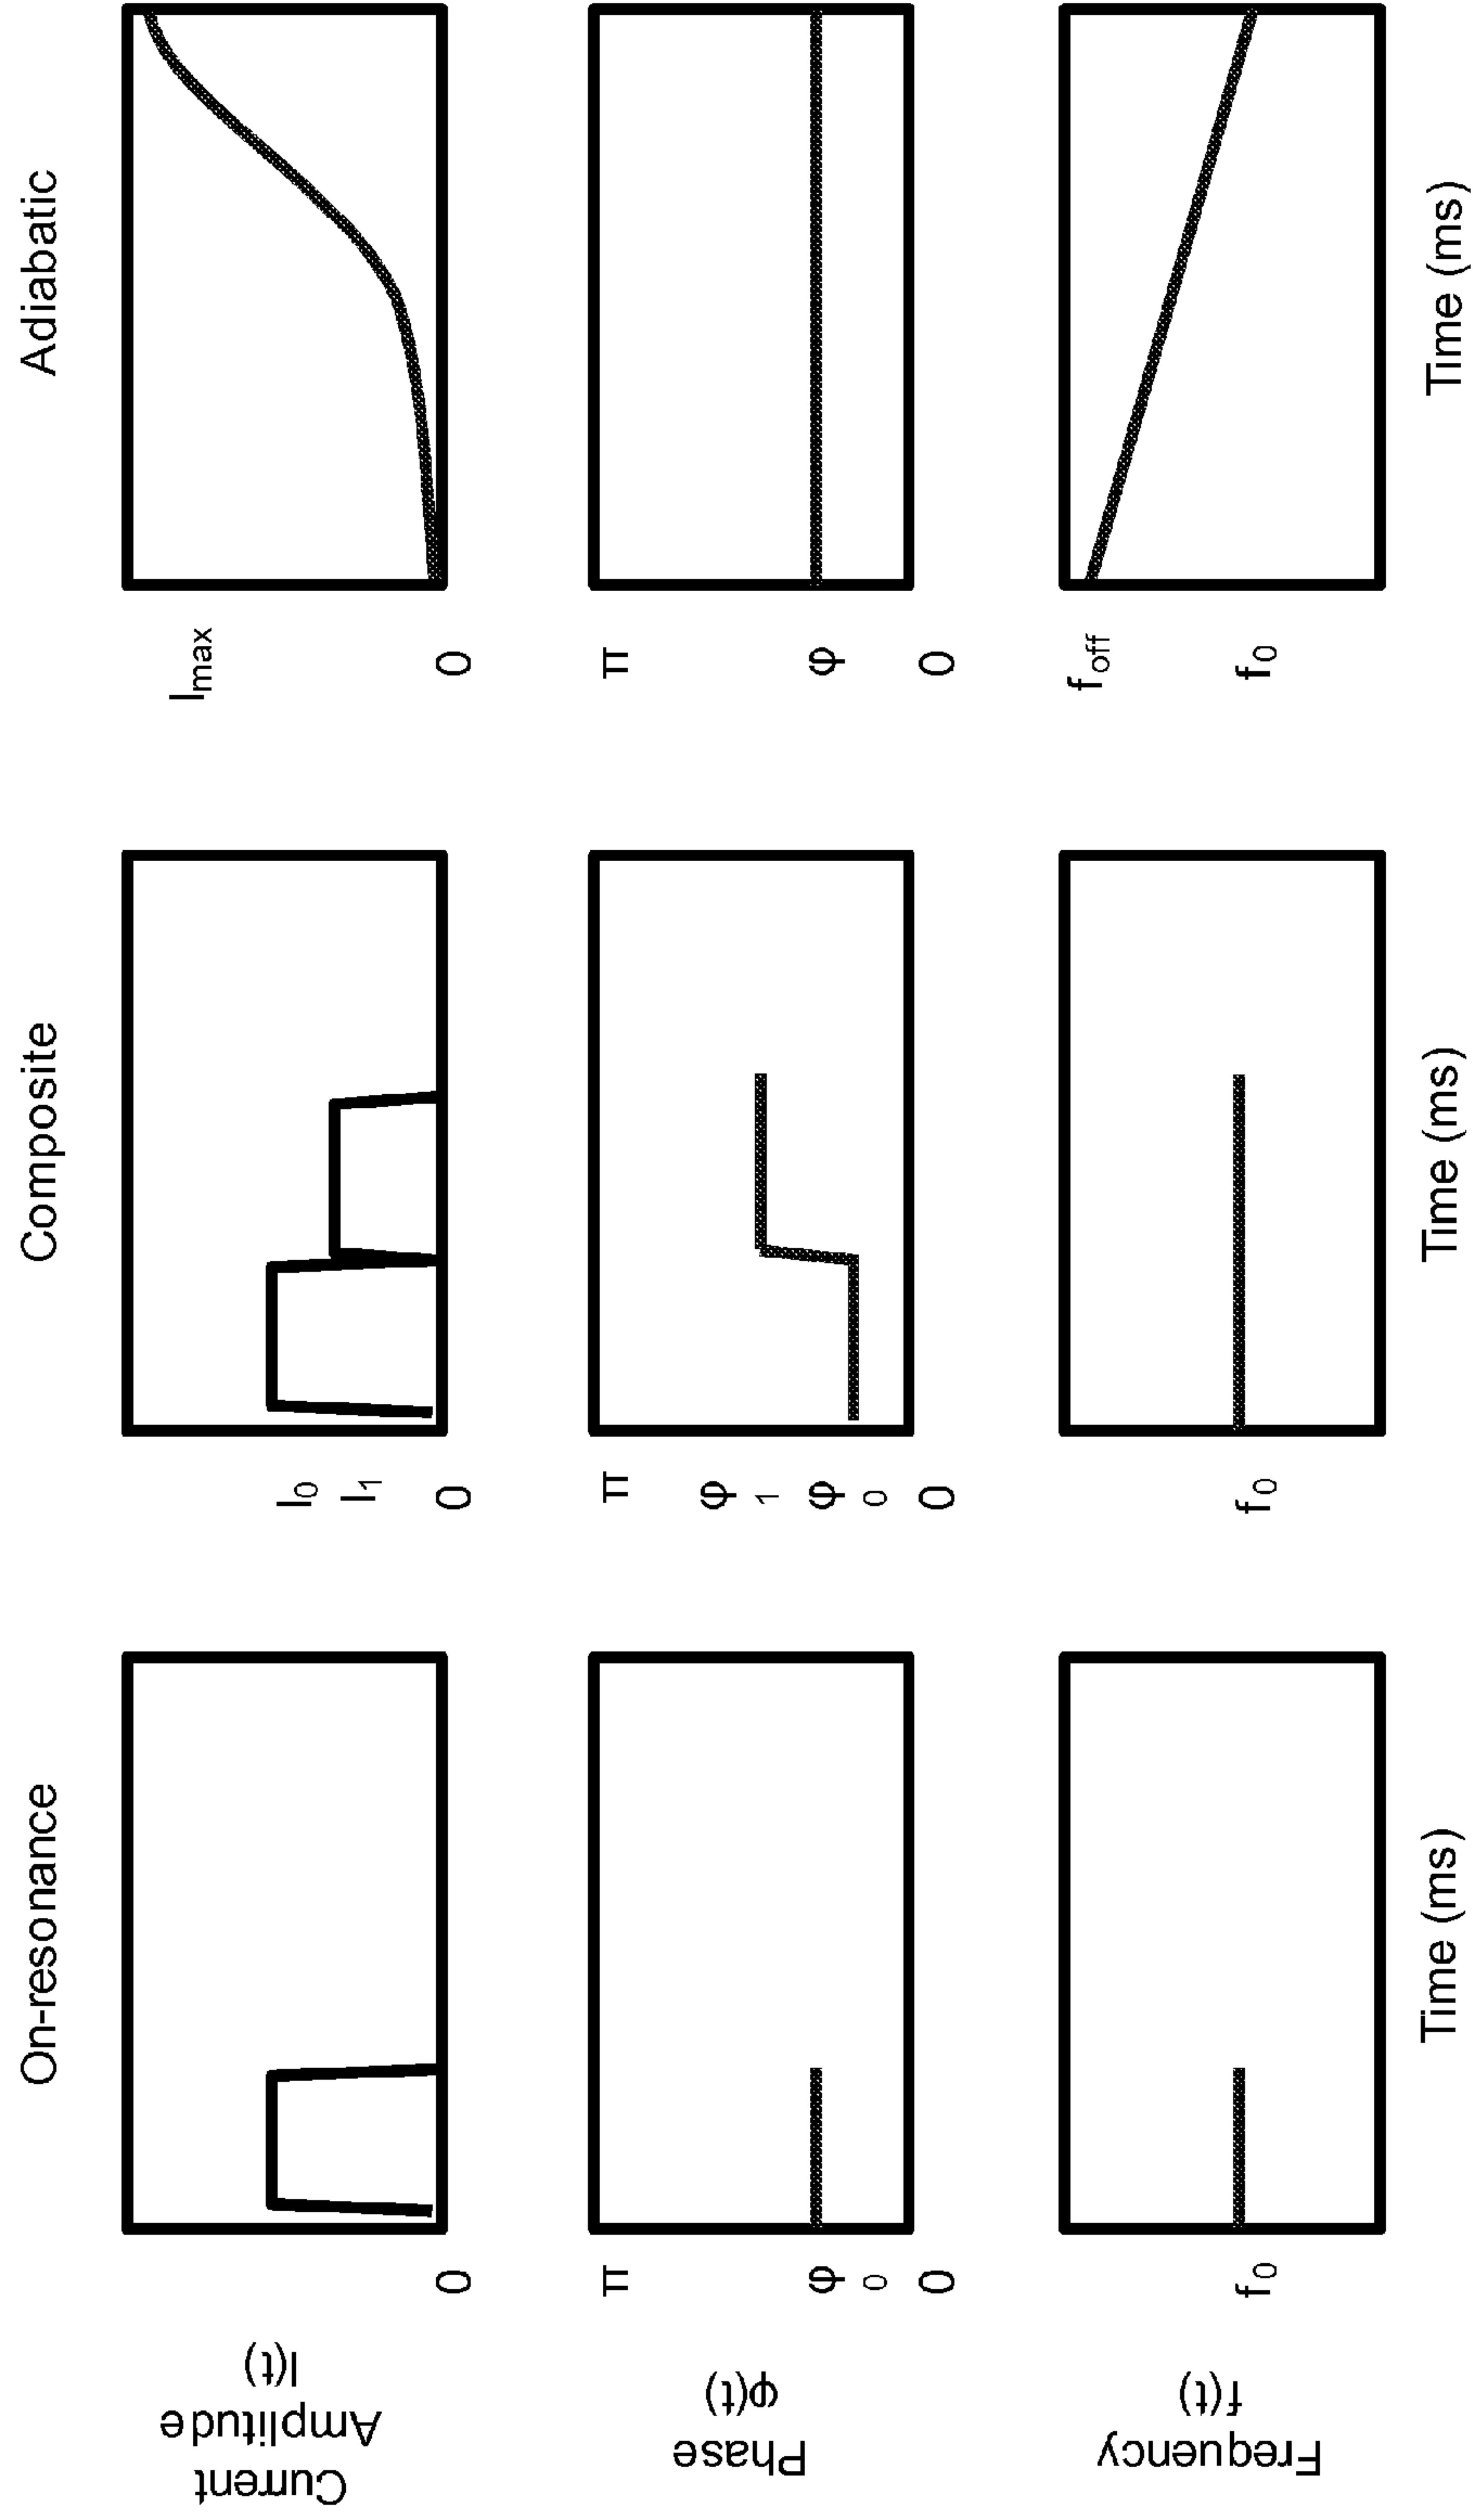 On-resonance
Composite
Adiabatic
Current
Amplitude
I(t)
0
I₀
I₁
0
Imax
0
Phase
φ(t)
π
φ₀
0
π
φ₁
φ₀
0
π
φ
0
Frequency
f(t)
f₀
f₀
foff
f₀
Time (ms)
Time (ms)
Time (ms)